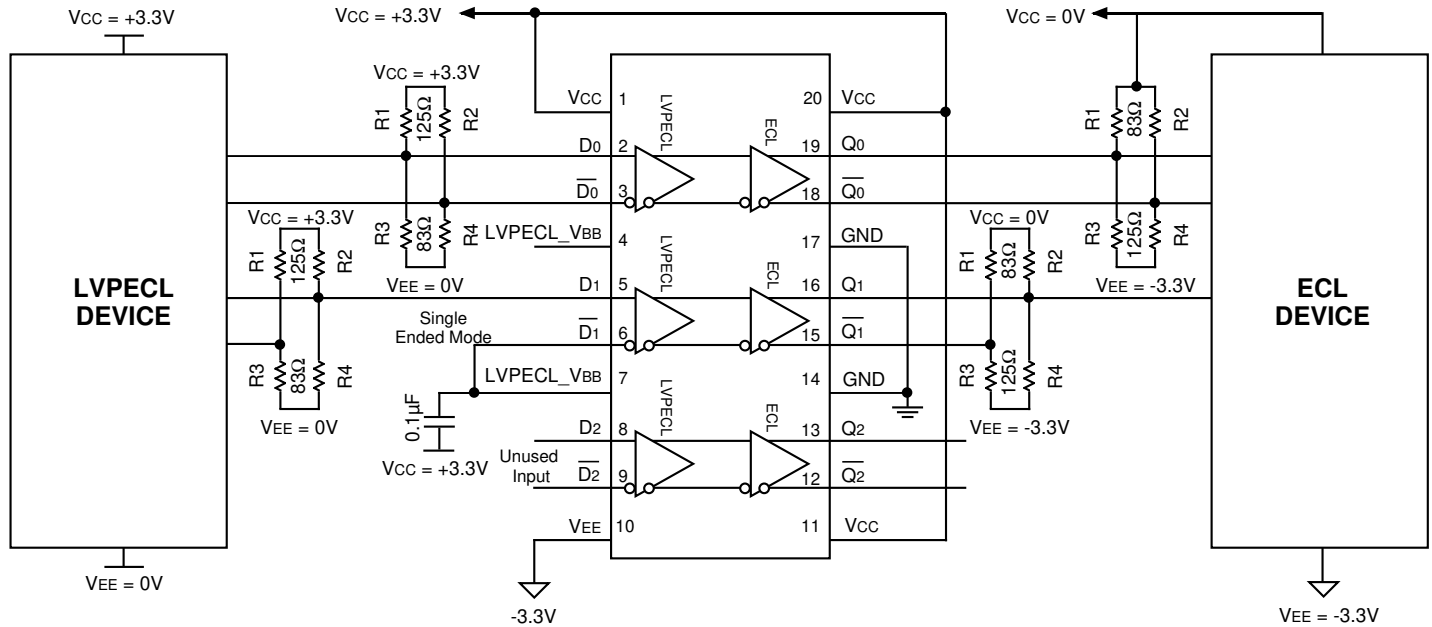 VCC = +3.3V
VCC = +3.3V
VCC = 0V
VCC = +3.3V
R1
125Ω
R2
R3
83Ω
R4
VEE = 0V
VCC = +3.3V
R1
125Ω
R2
R3
83Ω
R4
VEE = 0V
LVPECL
DEVICE
VEE = 0V
VCC 1
D0 2
D0 3
LVPECL_VBB 4
D1 5
Single
Ended Mode
D1 6
LVPECL_VBB 7
0.1µF
VCC = +3.3V
D2 8
Unused
Input
D2 9
VEE 10
-3.3V
LVPECL
ECL
LVPECL
ECL
LVPECL
ECL
20 VCC
19 Q0
18 Q0
17 GND
16 Q1
15 Q1
14 GND
13 Q2
12 Q2
11 VCC
R1
83Ω
R2
R3
125Ω
R4
VEE = -3.3V
VCC = 0V
R1
83Ω
R2
R3
125Ω
R4
VEE = -3.3V
ECL
DEVICE
VEE = -3.3V